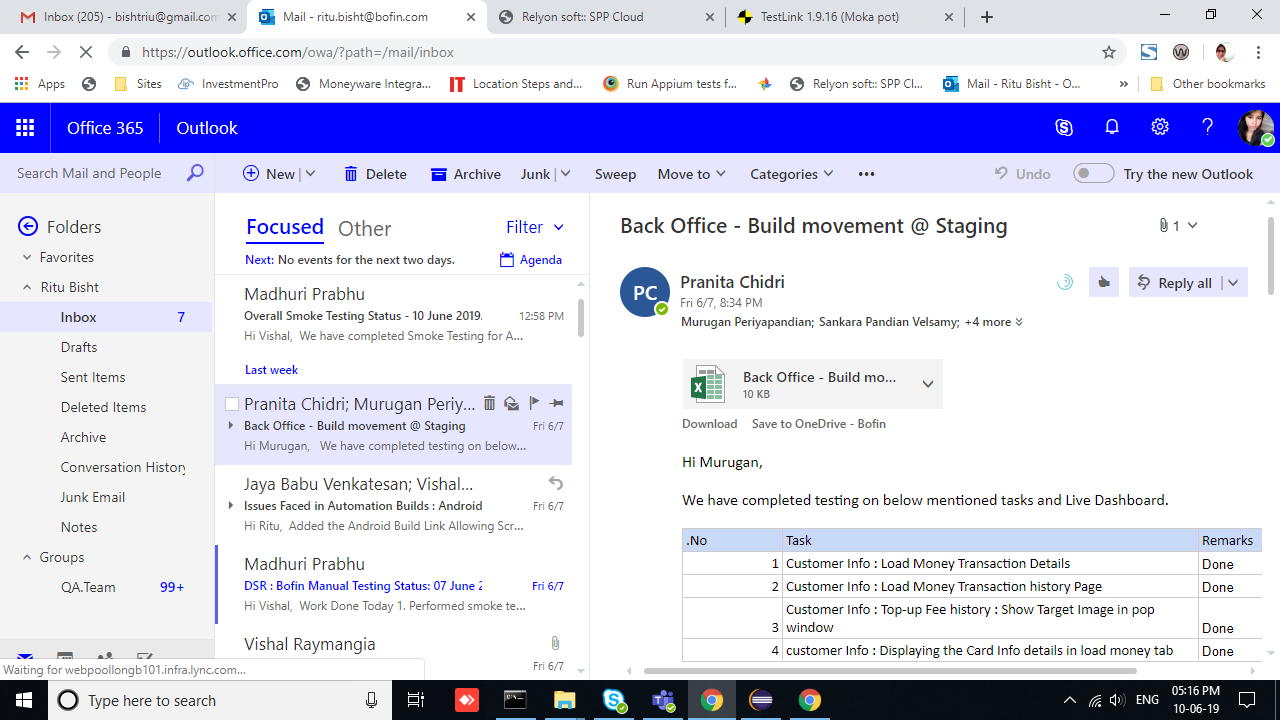 Inbox (205) - bishtriu@gmail.com
Mail - ritu.bisht@bofin.com
Relyon soft:: SPP Cloud
TestLink 1.9.16 (Moka pot)
https://outlook.office.com/owa/?path=/mail/inbox
Apps
Sites
InvestmentPro
Moneyware Integra...
Location Steps and...
Run Appium tests f...
Relyon soft:: SPP Cl...
Mail - Ritu Bisht - O...
Other bookmarks
Office 365
Outlook
Search Mail and People
New
Delete
Archive
Junk
Sweep
Move to
Categories
Undo
Try the new Outlook
Folders
Favorites
Ritu Bisht
Inbox 7
Drafts
Sent Items
Deleted Items
Archive
Conversation History
Junk Email
Notes
Groups
QA.Team 99+
Waiting for webpoollongb101.infra.lync.com...
Focused Other Filter
Next: No events for the next two days. Agenda
Madhuri Prabhu
Overall Smoke Testing Status - 10 June 2019. 12:58 PM
Hi Vishal, We have completed Smoke Testing for A...
Last week
Pranita Chidri; Murugan Periy...
Back Office - Build movement @ Staging Fri 6/7
Hi Murugan, We have completed testing on below...
Jaya Babu Venkatesan; Vishal...
Issues Faced in Automation Builds : Android Fri 6/7
Hi Ritu, Added the Android Build Link Allowing Scr...
Madhuri Prabhu
DSR : Bofin Manual Testing Status: 07 June 2 Fri 6/7
Hi Vishal, Work Done Today 1. Performed smoke te...
Vishal Raymangia
Fri 6/7
Back Office - Build movement @ Staging
1
PC
Pranita Chidri
Fri 6/7, 8:34 PM
Reply all
Murugan Periyapandian; Sankara Pandian Velsamy; +4 more
Back Office - Build mo...
10 KB
Download Save to OneDrive - Bofin
Hi Murugan,
We have completed testing on below mentioned tasks and Live Dashboard.
.No Task Remarks
1 Customer Info : Load Money Transaction Details Done
2 Customer Info : Load Money Transaction history Page Done
Customer Info : Top-up Fee history : Show Target Image in pop
3 window Done
4 customer Info : Displaying the Card Info details in load money tab Done
Type here to search
ENG
05:16 PM
10-06-19